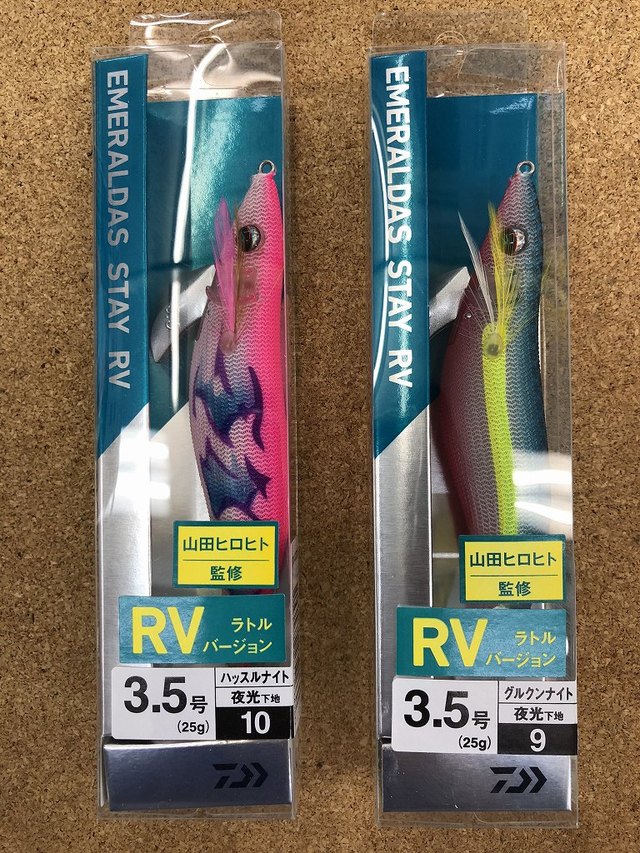 EMERALDAS STAY RV
山田ヒロヒト
監修
RV ラトル
バージョン
3.5号
(25g)
ハッスルナイト
夜光下地
10
EMERALDAS STAY RV
山田ヒロヒト
監修
RV ラトル
バージョン
3.5号
(25g)
グルクンナイト
夜光下地
9